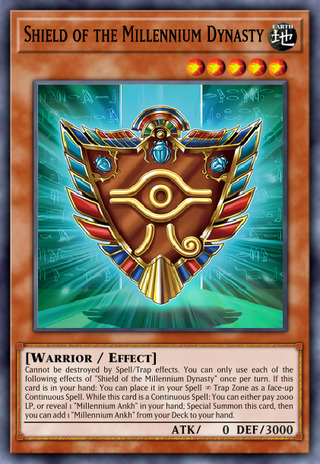 SHIELD OF THE MILLENNIUM DYNASTY
EARTH
地
[WARRIOR / EFFECT]
Cannot be destroyed by Spell/Trap effects. You can only use each of the
following effects of "Shield of the Millennium Dynasty" once per turn. If this
card is in your hand: You can place it in your Spell & Trap Zone as a face-up
Continuous Spell. While this card is a Continuous Spell: You can either pay 2000
LP, or reveal 1 "Millennium Ankh" in your hand; Special Summon this card, then
you can add 1 "Millennium Ankh" from your Deck to your hand.
ATK/ 0 DEF/3000